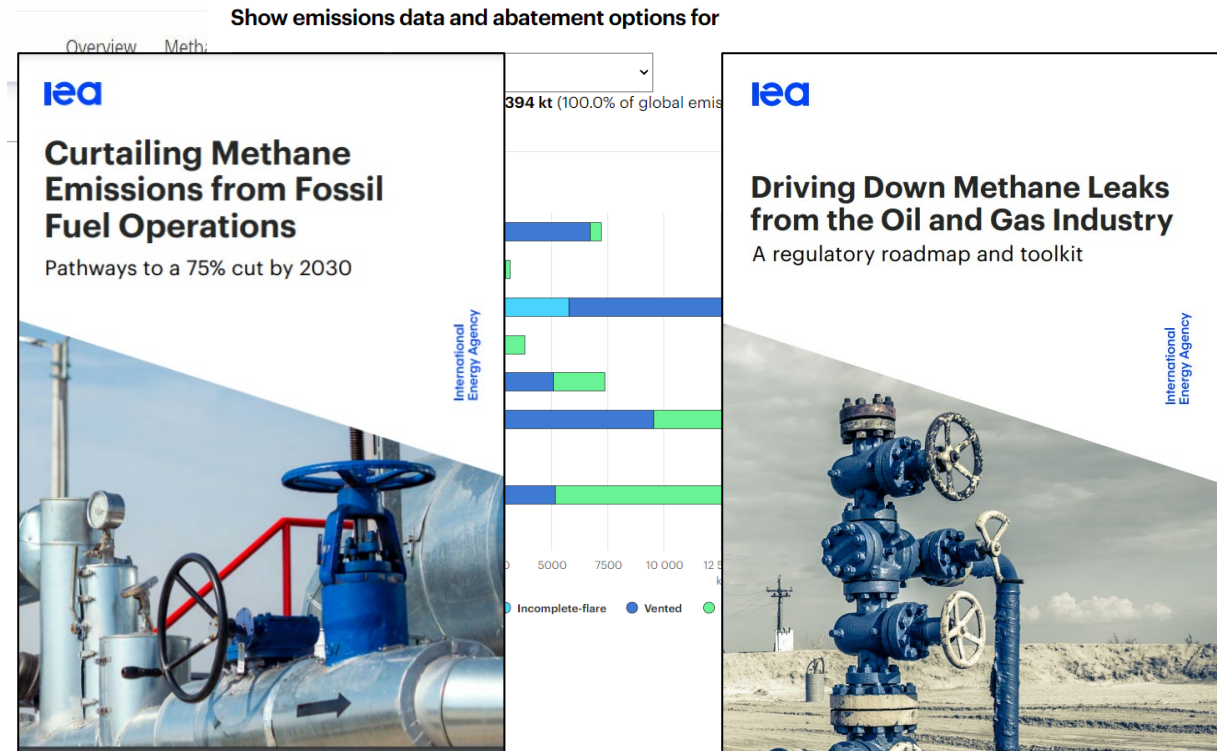 Show emissions data and abatement options for
Overview
394 kt (100.0% of global emis
iea
Curtailing Methane
Emissions from Fossil
Fuel Operations
Pathways to a 75% cut by 2030
International
Energy Agency
5000 7500 10 000 12 5
Incomplete-flare Vented
iea
Driving Down Methane Leaks
from the Oil and Gas Industry
A regulatory roadmap and toolkit
International
Energy Agency